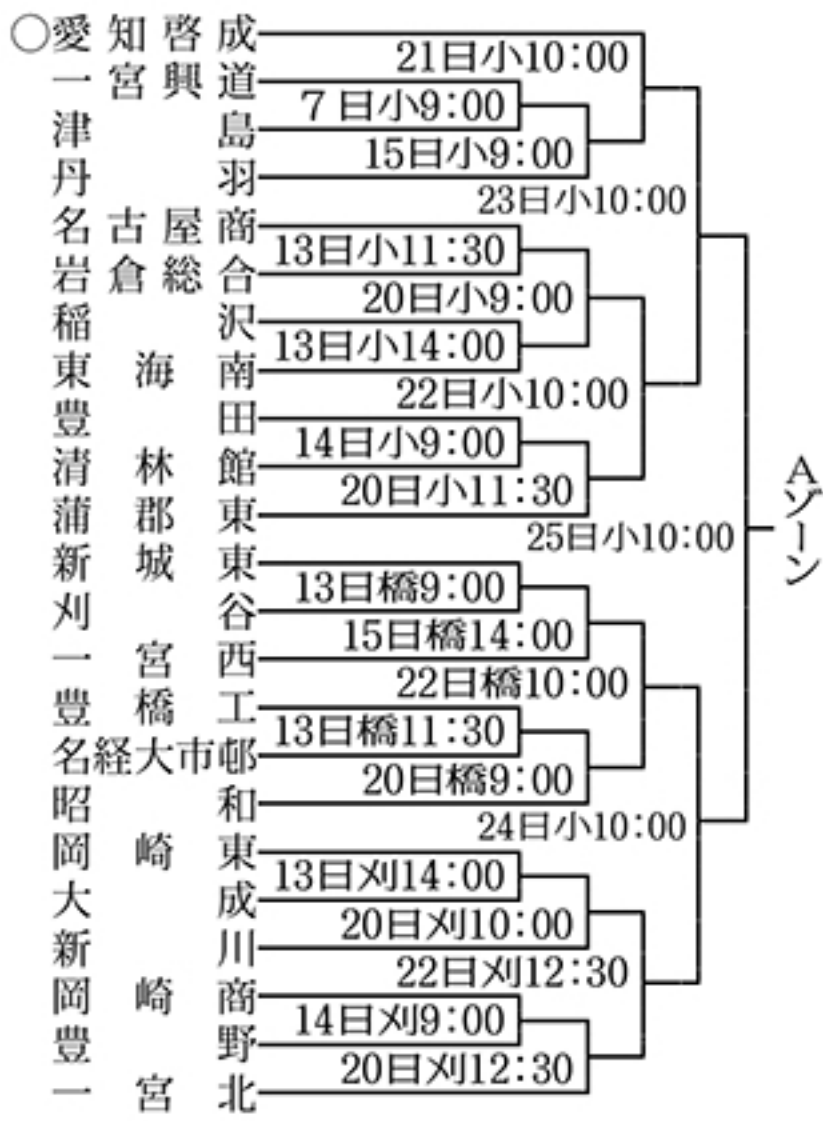 ○愛知啓成
21日小10：00
一宮興道
7日小9：00
津島
15日小9：00
丹羽
23日小10：00
名古屋商
13日小11：30
岩倉総合
20日小9：00
稲沢
13日小14：00
東海南
22日小10：00
豊田
14日小9：00
清林館
20日小11：30
蒲郡東
25日小10：00
Aゾーン
新城東
13日橋9：00
刈谷
15日橋14：00
一宮西
22日橋10：00
豊橋工
13日橋11：30
名経大市邨
20日橋9：00
昭和
24日小10：00
岡崎東
13日刈14：00
大成
20日刈10：00
新川
22日刈12：30
岡崎商
14日刈9：00
豊野
20日刈12：30
一宮北